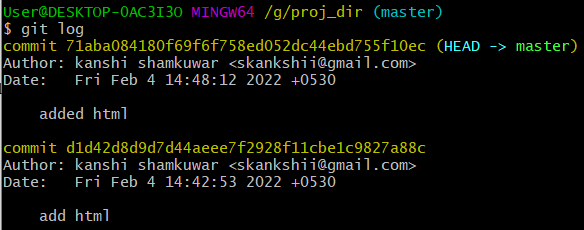 User@DESKTOP-0AC3I3O MINGW64 /g/proj_dir (master)
$ git log
commit 71aba084180f69f6f758ed052dc44ebd755f10ec (HEAD -> master)
Author: kanshi shamkuwar <skankshii@gmail.com>
Date:   Fri Feb 4 14:48:12 2022 +0530
added html
commit d1d42d8d9d7d44aeee7f2928f11cbe1c9827a88c
Author: kanshi shamkuwar <skankshii@gmail.com>
Date:   Fri Feb 4 14:42:53 2022 +0530
add html